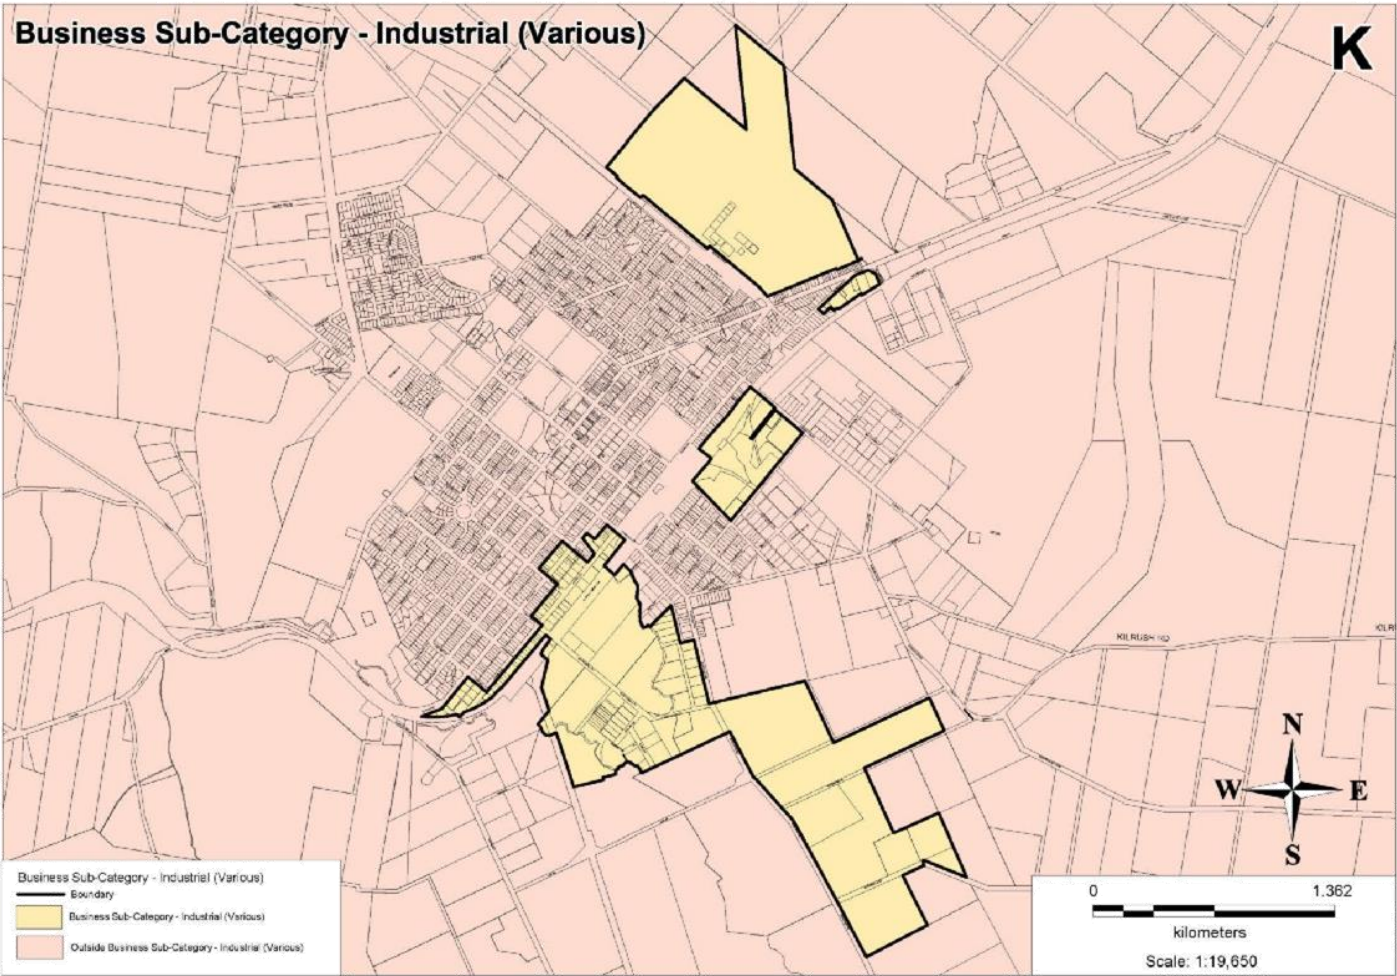 Business Sub-Category - Industrial (Various)
K
KILRUSH RD
KILR
N
W E
S
Business Sub-Category - Industrial (Various)
Boundary
Business Sub-Category - Industrial (Various)
Outside Business Sub-Category - Industrial (Various)
0 1.362
kilometers
Scale: 1:19,650